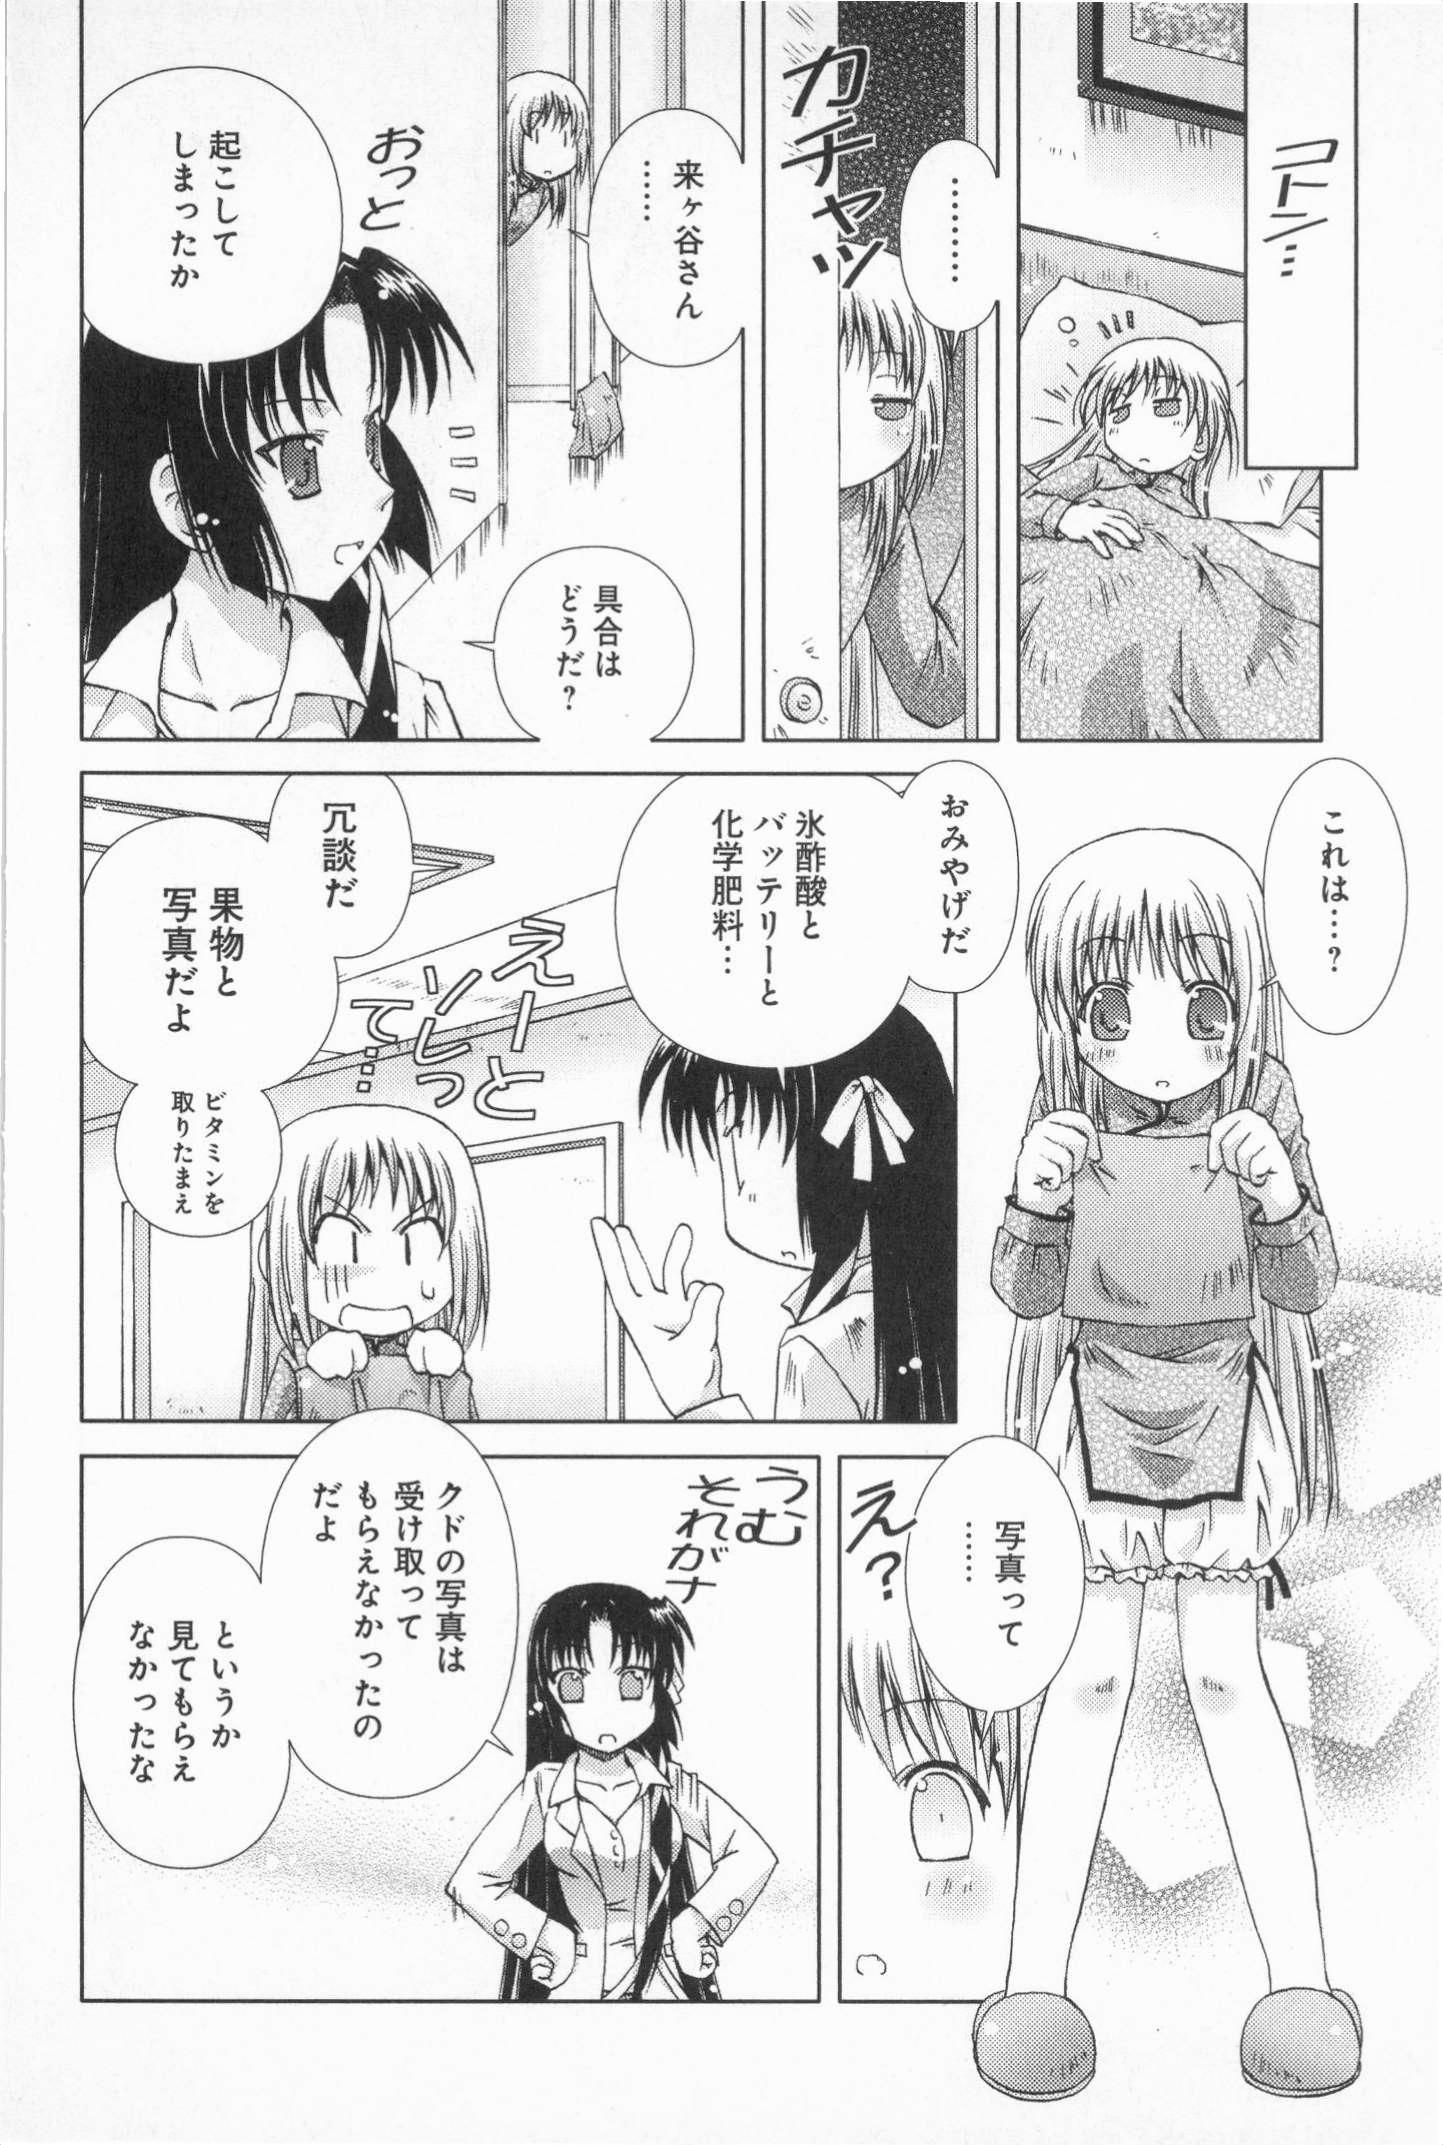 コトン…
………
カチャッ
来ヶ谷さん
……
おっと
起こして
しまったか
具合は
どうだ?
これは…?
おみやげだ
氷酢酸と
バッテリーと
化学肥料…
えーっと
ソレっ
て…
冗談だ
果物と
写真だよ
ビタミンを
取りたまえ
写真って
……
え?
うむ
それがナ
クドの写真は
受け取って
もらえなかったの
だよ
というか
見てもらえ
なかったな